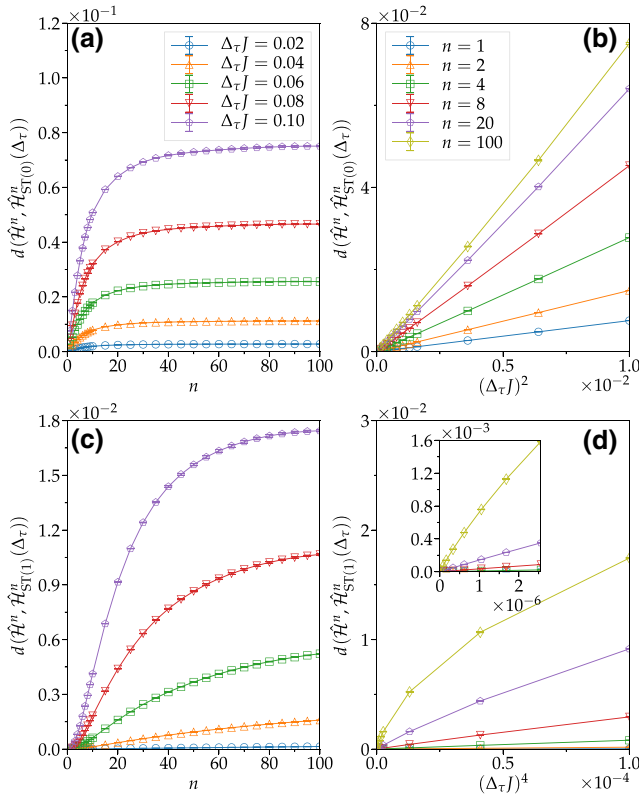 ×10⁻¹
(a)
1.2
0.9
0.6
0.4
0.1
0.0
d(Ĥⁿ, Ĥⁿ_ST(0)(Δ_τ))
Δ_τJ = 0.02
Δ_τJ = 0.04
Δ_τJ = 0.06
Δ_τJ = 0.08
Δ_τJ = 0.10
0 20 40 60 80 100
n
×10⁻²
(b)
8
6
4
2
0
d(Ĥⁿ, Ĥⁿ_ST(0)(Δ_τ))
n = 1
n = 2
n = 4
n = 8
n = 20
n = 100
0.0 0.5 1.0
(Δ_τJ)²
×10⁻²
×10⁻²
(c)
1.8
1.5
1.2
0.9
0.6
0.3
0.0
d(Ĥⁿ, Ĥⁿ_ST(1)(Δ_τ))
0 20 40 60 80 100
n
×10⁻²
(d)
3
2
1
0
d(Ĥⁿ, Ĥⁿ_ST(1)(Δ_τ))
×10⁻³
1.6
1.2
0.8
0.4
0.0
0 1 2
×10⁻⁶
0.0 0.5 1.0
(Δ_τJ)⁴
×10⁻⁴